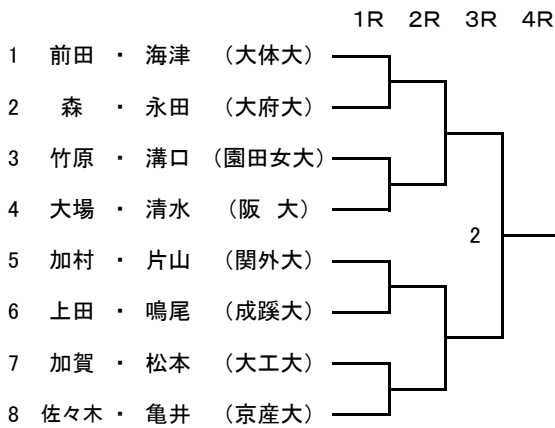 1R 2R 3R 4R
1 前田 ・ 海津 (大体大)
2 森 ・ 永田 (大府大)
3 竹原 ・ 溝口 (園田女大)
4 大場 ・ 清水 (阪 大)
2
5 加村 ・ 片山 (関外大)
6 上田 ・ 鳴尾 (成蹊大)
7 加賀 ・ 松本 (大工大)
8 佐々木 ・ 亀井 (京産大)